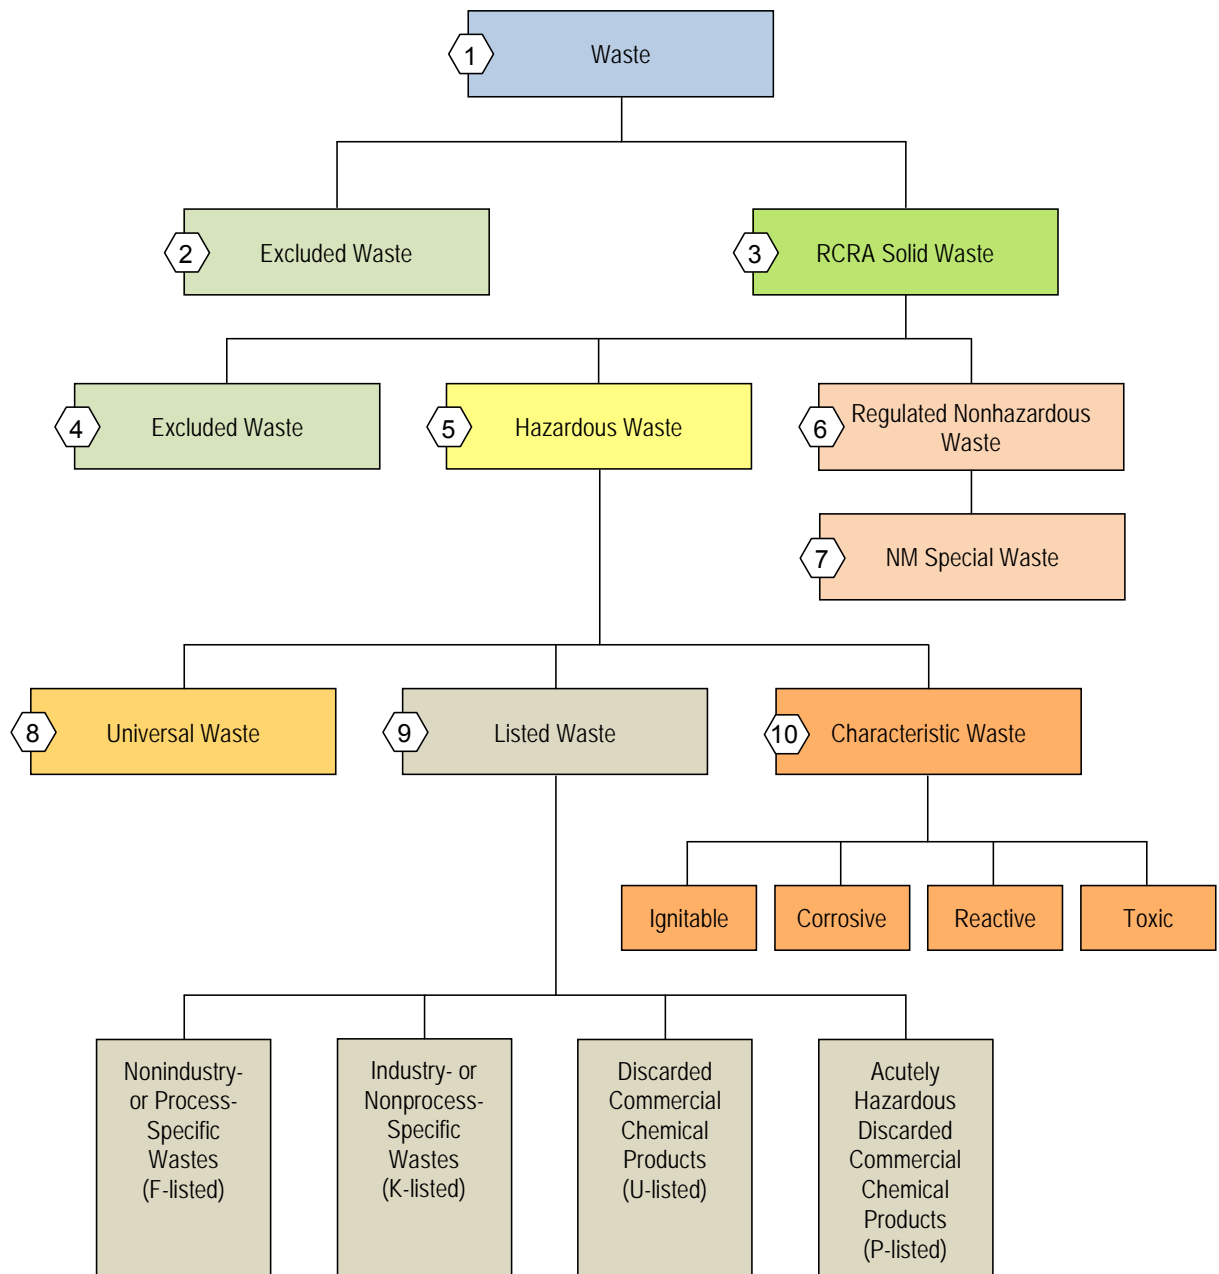 1
Waste
2
Excluded Waste
3
RCRA Solid Waste
4
Excluded Waste
5
Hazardous Waste
6
Regulated Nonhazardous
Waste
7
NM Special Waste
8
Universal Waste
9
Listed Waste
10
Characteristic Waste
Ignitable
Corrosive
Reactive
Toxic
Nonindustry-
or Process-
Specific
Wastes
(F-listed)
Industry- or
Nonprocess-
Specific
Wastes
(K-listed)
Discarded
Commercial
Chemical
Products
(U-listed)
Acutely
Hazardous
Discarded
Commercial
Chemical
Products
(P-listed)